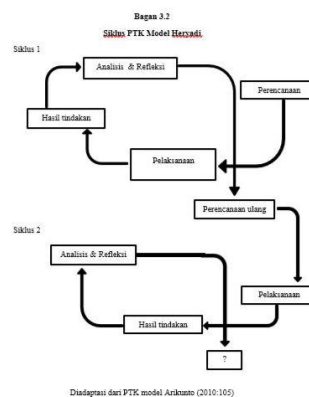 Bagan 3.2
Siklus PTK Model Heryadi
Siklus 1
Analisis & Refleksi
Perencanaan
Hasil tindakan
Pelaksanaan
Perencanaan ulang
Siklus 2
Analisis & Refleksi
Pelaksanaan
Hasil tindakan
?
Diadaptasi dari PTK model Arikunto (2010:105)